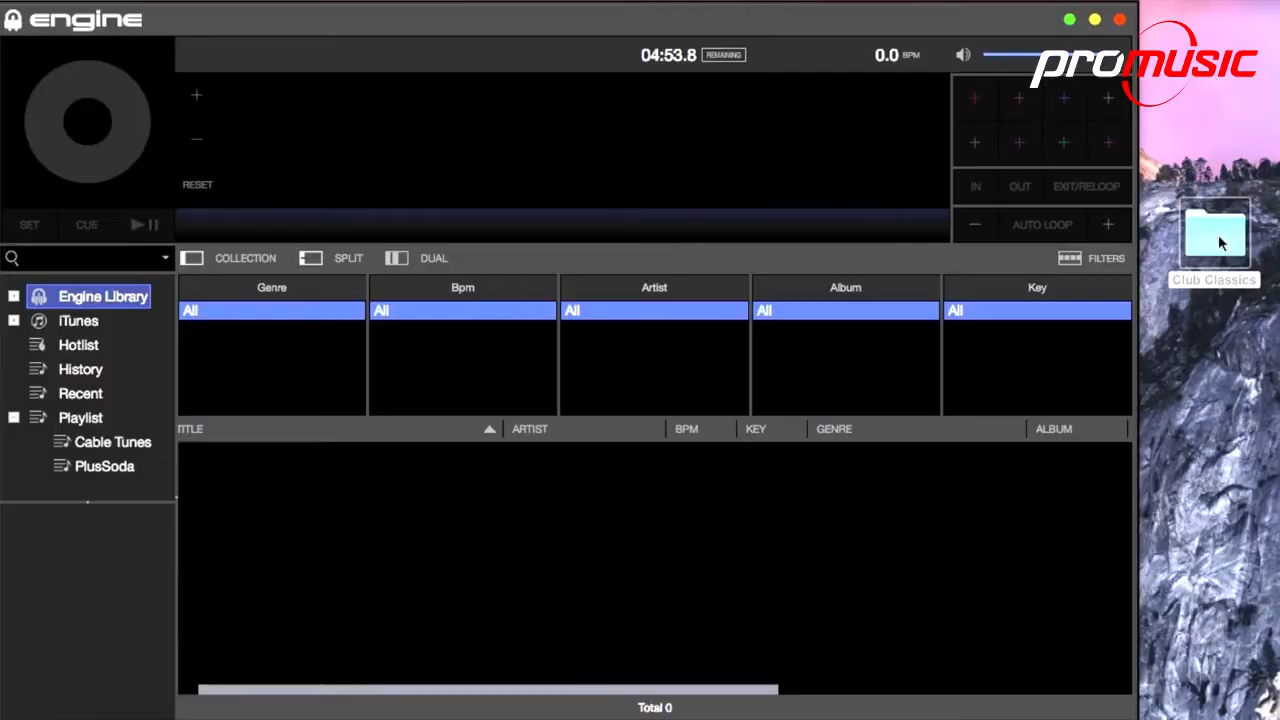 engine
04:53.8 REMAINING 0.0 BPM
promusic
RESET
IN OUT EXIT/RELOOP
SET CUE
AUTO LOOP
COLLECTION SPLIT DUAL FILTERS
Club Classics
Genre Bpm Artist Album Key
All All All All All
Engine Library
iTunes
Hotlist
History
Recent
Playlist
Cable Tunes
PlusSoda
TITLE ARTIST BPM KEY GENRE ALBUM
Total 0